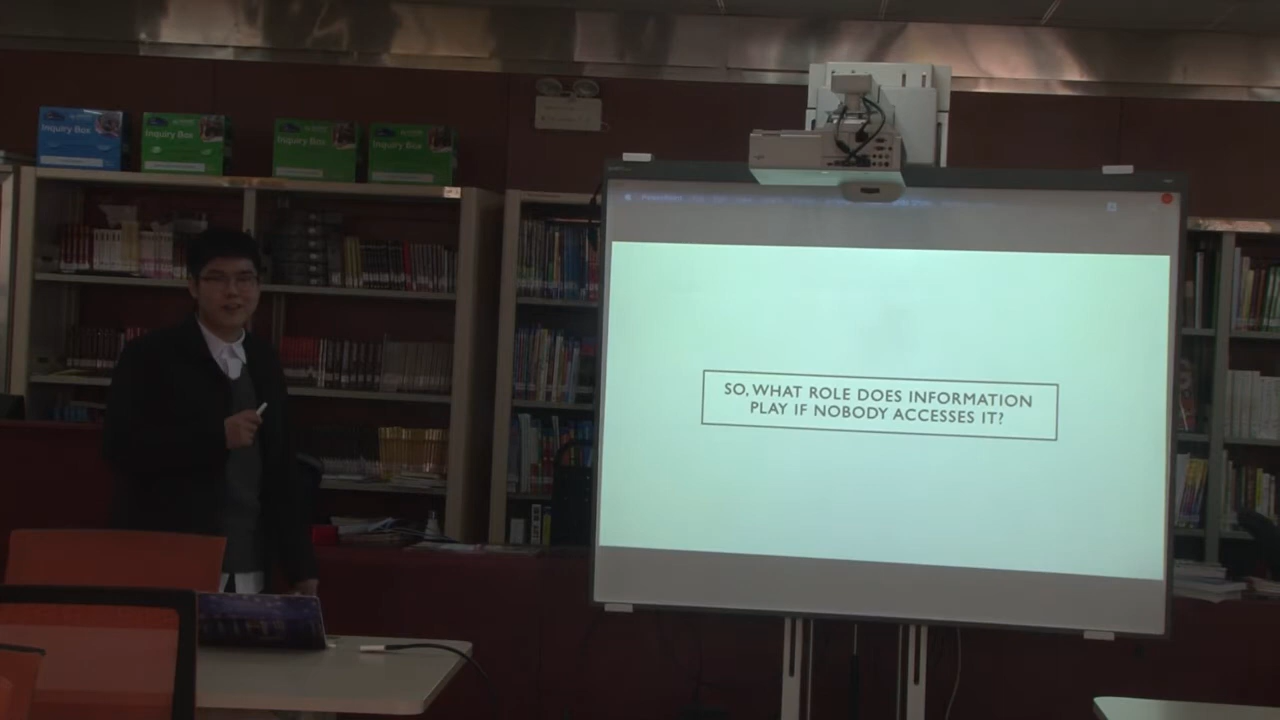 Inquiry Box
Inquiry Box
Inquiry Box
Inquiry Box
SO, WHAT ROLE DOES INFORMATION
PLAY IF NOBODY ACCESSES IT?